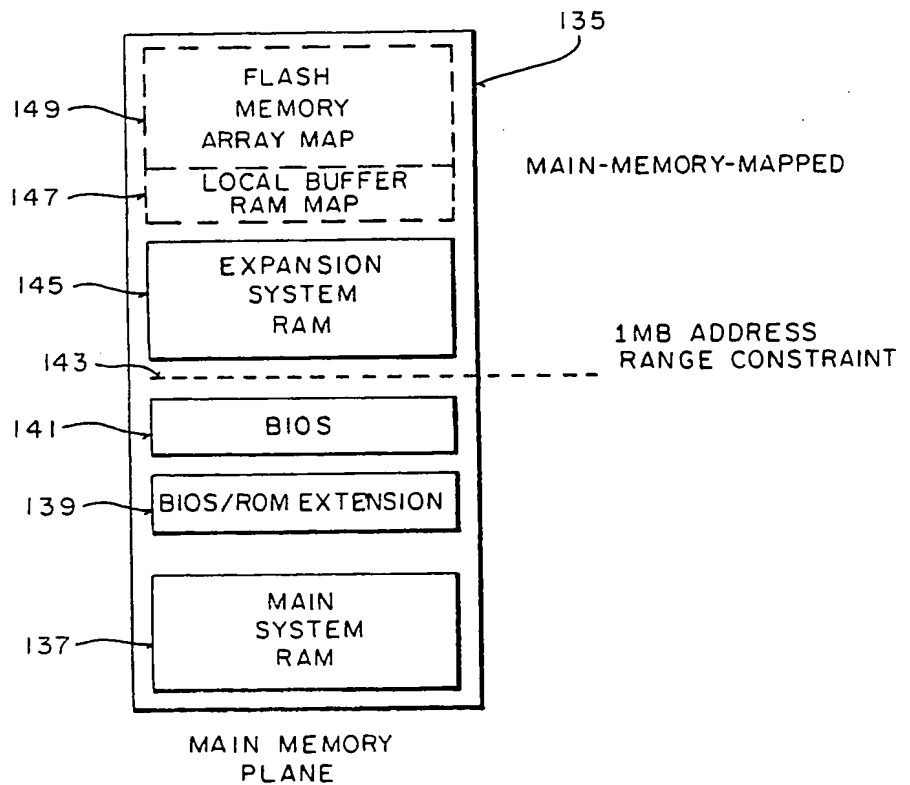 135
149
FLASH
MEMORY
ARRAY MAP
MAIN-MEMORY-MAPPED
147
LOCAL BUFFER
RAM MAP
145
EXPANSION
SYSTEM
RAM
143
1MB ADDRESS
RANGE CONSTRAINT
141
BIOS
139
BIOS/ROM EXTENSION
137
MAIN
SYSTEM
RAM
MAIN MEMORY
PLANE